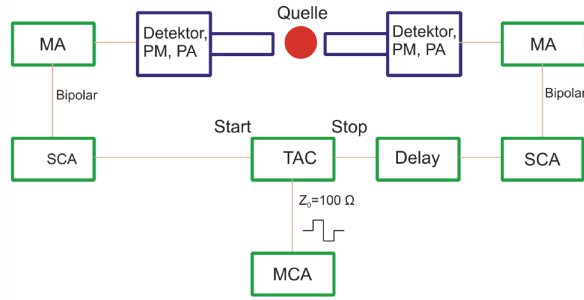 Quelle
MA
Detektor,
PM, PA
Detektor,
PM, PA
MA
Bipolar
Bipolar
SCA
Start
TAC
Stop
Delay
SCA
Z₀=100 Ω
MCA